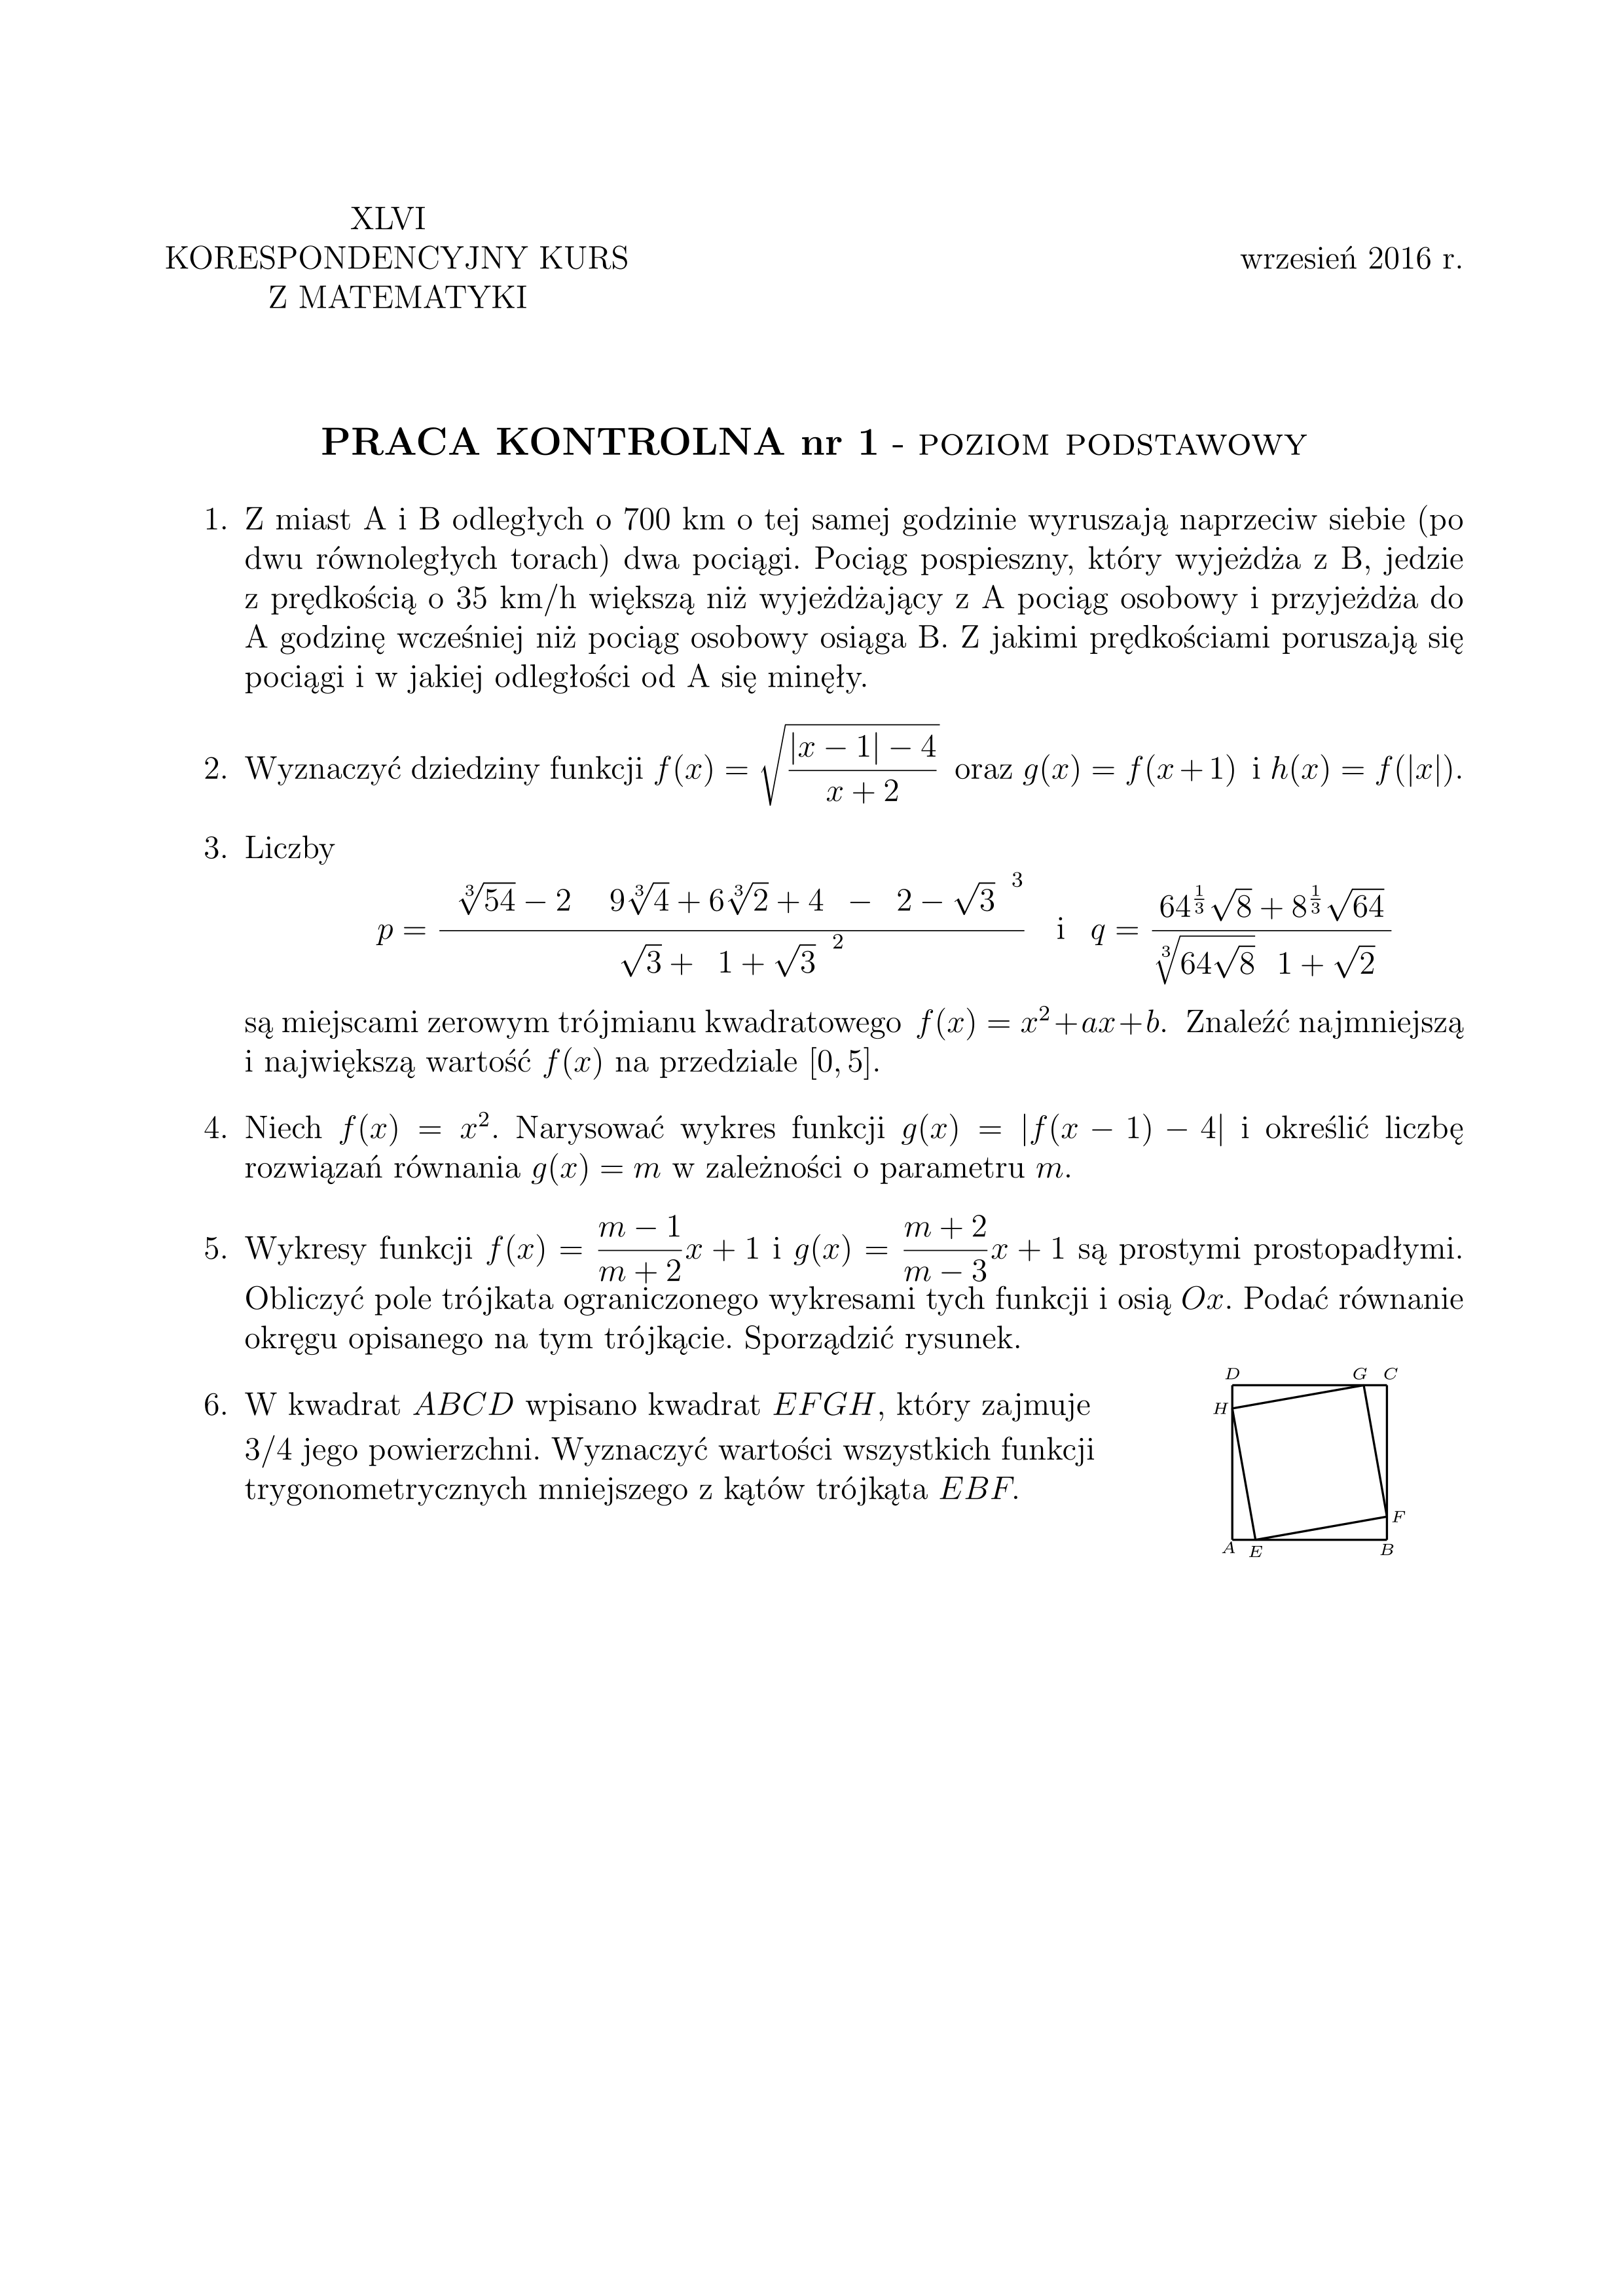 XLVI
KORESPONDENCYJNY KURS
Z MATEMATYKI
wrzesień 2016 r.
PRACA KONTROLNA nr 1 - POZIOM PODSTAWOWY
1. Z miast A i B odległych o 700 km o tej samej godzinie wyruszają naprzeciw siebie (po
dwu równoległych torach) dwa pociągi. Pociąg pospieszny, który wyjeżdża z B, jedzie
z prędkością o 35 km/h większą niż wyjeżdżający z A pociąg osobowy i przyjeżdża do
A godzinę wcześniej niż pociąg osobowy osiąga B. Z jakimi prędkościami poruszają się
pociągi i w jakiej odległości od A się minęły.
2. Wyznaczyć dziedziny funkcji $f(x) = \sqrt{\frac{|x-1|-4}{x+2}}$ oraz $g(x) = f(x+1)$ i $h(x) = f(|x|)$.
3. Liczby
$p = \frac{\sqrt[3]{54}-2 \quad 9\sqrt[3]{4}+6\sqrt[3]{2}+4 \; - \; 2-\sqrt{3}^{\;3}}{\sqrt{3}+ \; 1+\sqrt{3}^{\;2}}$ i $q = \frac{64^{\frac{1}{3}}\sqrt{8}+8^{\frac{1}{3}}\sqrt{64}}{\sqrt[3]{64\sqrt{8}} \; 1+\sqrt{2}}$
są miejscami zerowym trójmianu kwadratowego $f(x) = x^2+ax+b$. Znaleźć najmniejszą
i największą wartość $f(x)$ na przedziale $[0, 5]$.
4. Niech $f(x) = x^2$. Narysować wykres funkcji $g(x) = |f(x-1)-4|$ i określić liczbę
rozwiązań równania $g(x) = m$ w zależności o parametru $m$.
5. Wykresy funkcji $f(x) = \frac{m-1}{m+2}x+1$ i $g(x) = \frac{m+2}{m-3}x+1$ są prostymi prostopadłymi.
Obliczyć pole trójkata ograniczonego wykresami tych funkcji i osią $Ox$. Podać równanie
okręgu opisanego na tym trójkącie. Sporządzić rysunek.
6. W kwadrat $ABCD$ wpisano kwadrat $EFGH$, który zajmuje
3/4 jego powierzchni. Wyznaczyć wartości wszystkich funkcji
trygonometrycznych mniejszego z kątów trójkąta $EBF$.
D G C
H
F
A E B